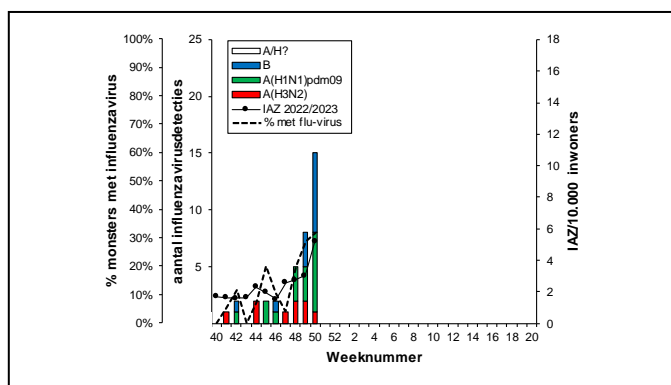 % monsters met influenzavirus
100%
90%
80%
70%
60%
50%
40%
30%
20%
10%
0%
aantal influenzavirusdetecties
25
20
15
10
5
A/H?
B
A(H1N1)pdm09
A(H3N2)
IAZ 2022/2023
% met flu-virus
18
16
14
12
10
8
6
4
2
0
IAZ/10.000 inwoners
40 42 44 46 48 50 52 2 4 6 8 10 12 14 16 18 20
Weeknummer